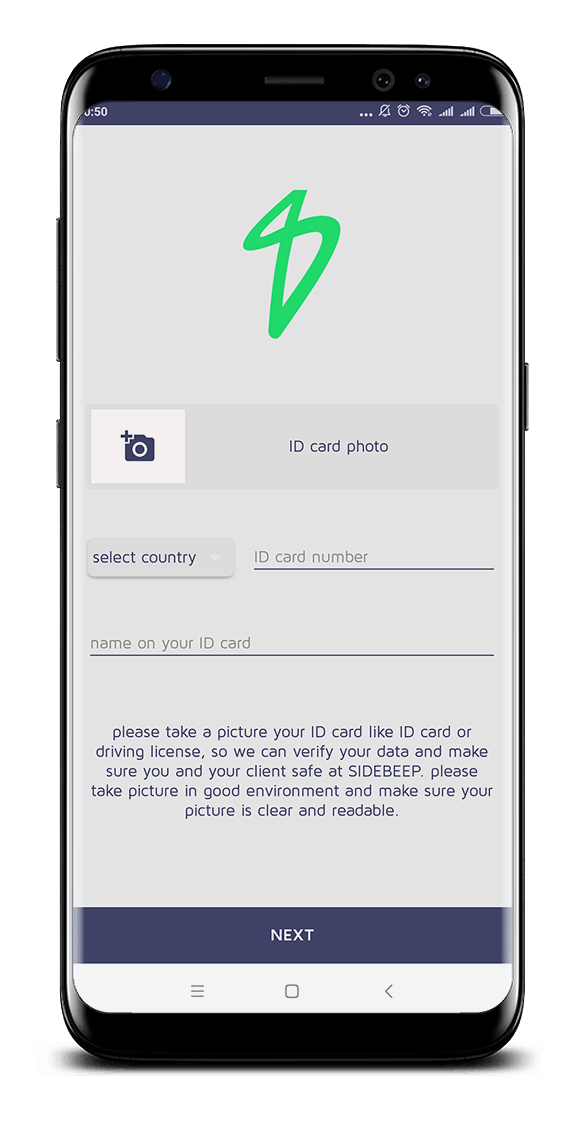 :50
ID card photo
select country
ID card number
name on your ID card
please take a picture your ID card like ID card or
driving license, so we can verify your data and make
sure you and your client safe at SIDEBEEP. please
take picture in good environment and make sure your
picture is clear and readable.
NEXT